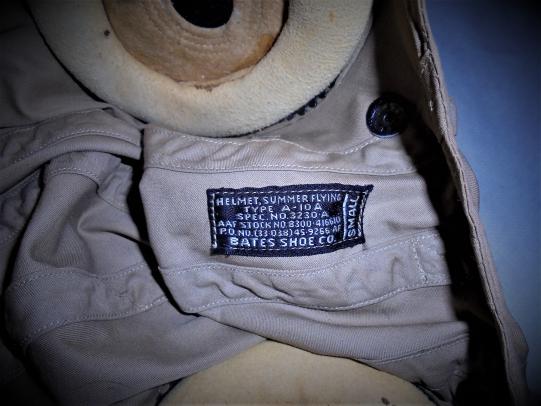 HELMET, SUMMER FLYING
TYPE A-10A
SPEC. NO. 3230-A
AAF STOCK NO. 8300-416610
P.O. NO. (33-038) 45-9266-AF
BATES SHOE CO.
SMALL